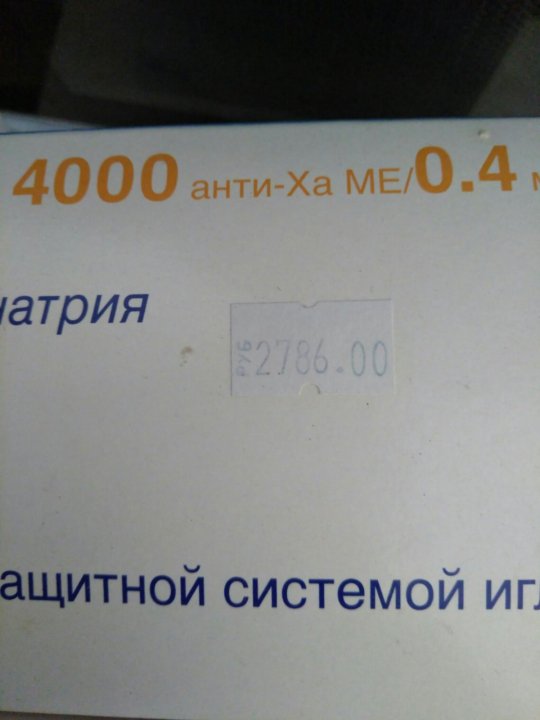 4000 анти-Ха МЕ/0.4
натрия
руб 2786.00
защитной системой игл